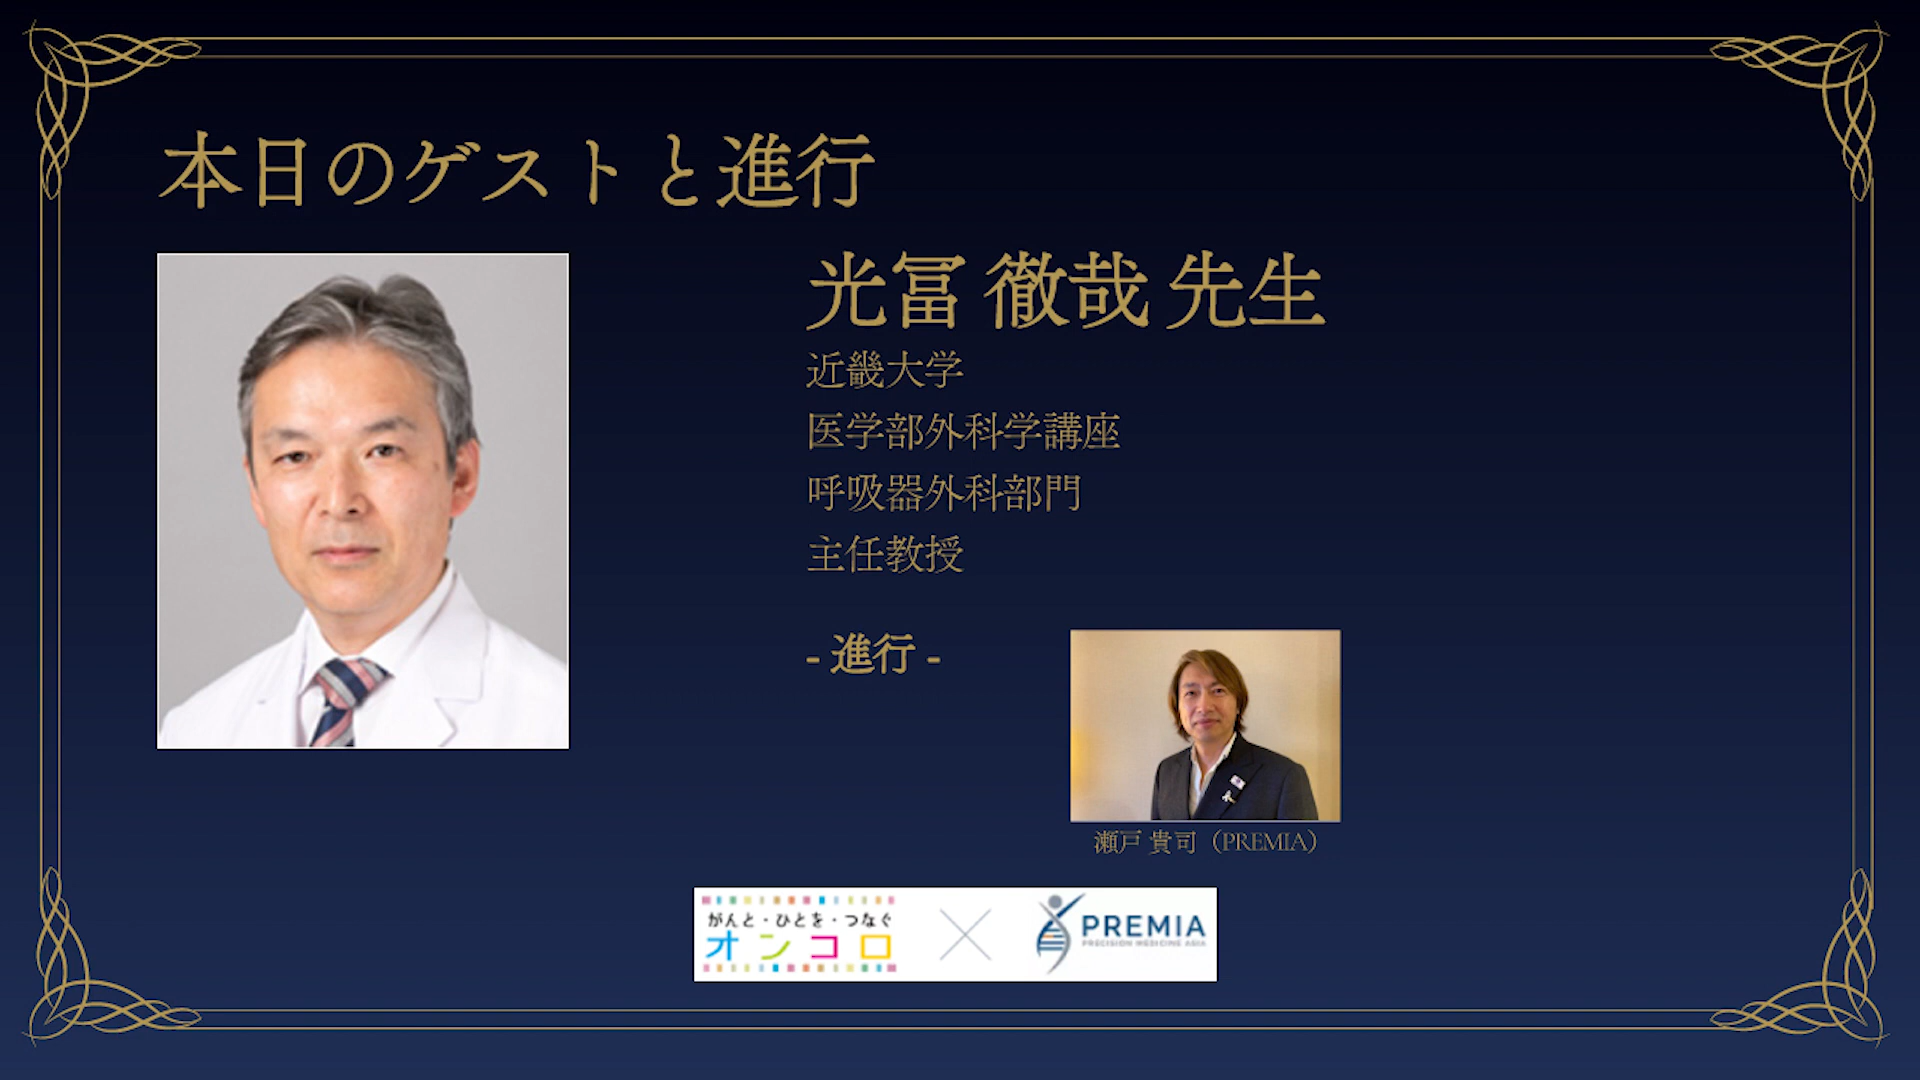 本日のゲストと進行
光冨 徹哉 先生
近畿大学
医学部外科学講座
呼吸器外科部門
主任教授
- 進行 -
瀬戸 貴司（PREMIA）
がんと・ひとを・つなぐ
オンコロ
PREMIA
PRECISION MEDICINE ASIA